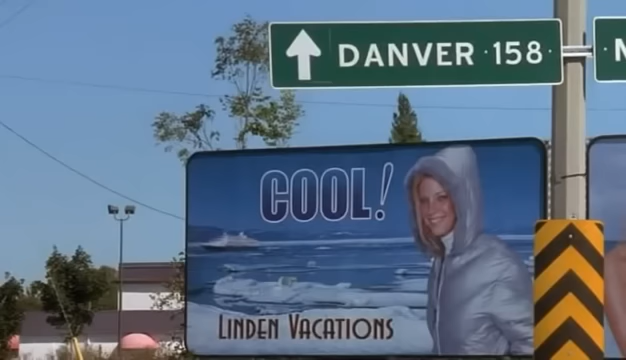 DANVER · 158 ·
N
COOL!
LINDEN VACATIONS